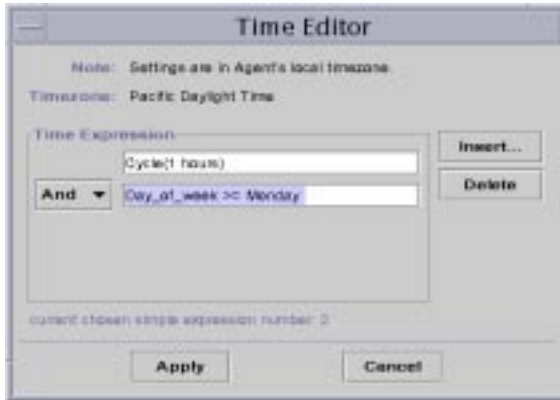 Time Editor
Note: Settings are in Agent's local timezone.
Timezone: Pacific Daylight Time
Time Expression
Cycle(1 hours)
Insert...
And Day_of_week >= Monday
Delete
current chosen simple expression number: 2
Apply Cancel